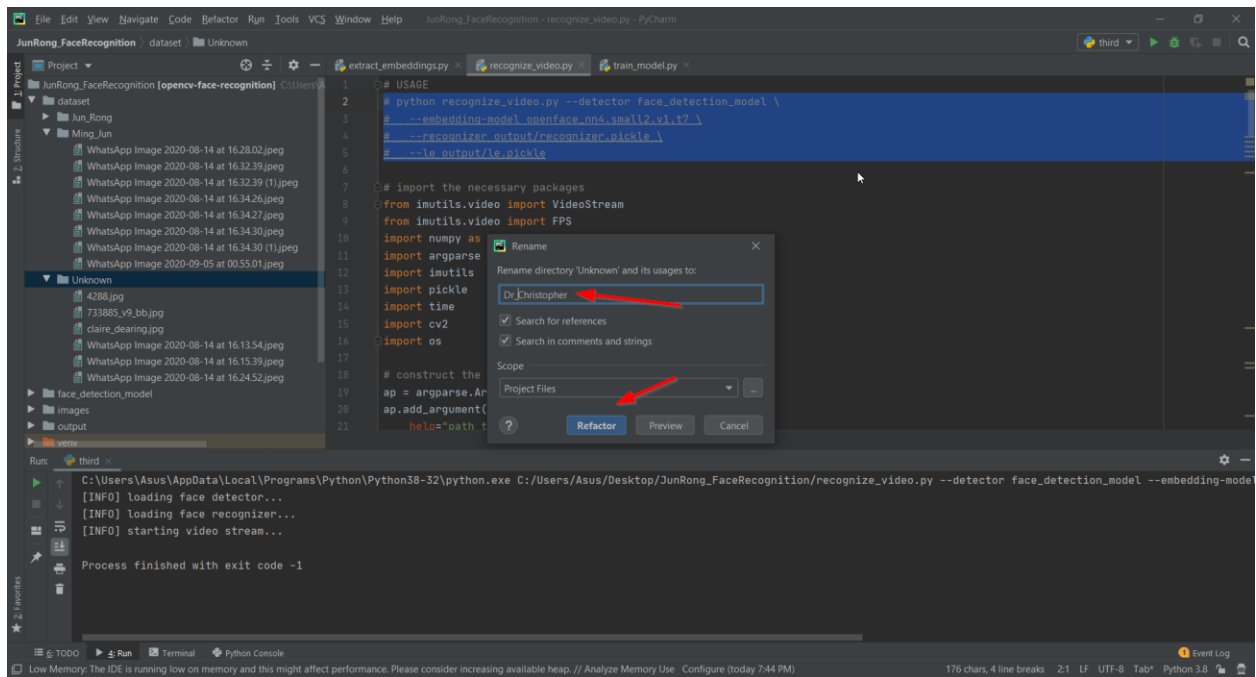 File Edit View Navigate Code Refactor Run Tools VCS Window Help JunRong_FaceRecognition - recognize_video.py - PyCharm
JunRong_FaceRecognition dataset Unknown
third
Project
extract_embeddings.py
recognize_video.py
train_model.py
1: Project
Z: Structure
JunRong_FaceRecognition [opencv-face-recognition] C:\Users\A
dataset
Jun_Rong
Ming_Jun
WhatsApp Image 2020-08-14 at 16.28.02.jpeg
WhatsApp Image 2020-08-14 at 16.32.39.jpeg
WhatsApp Image 2020-08-14 at 16.32.39 (1).jpeg
WhatsApp Image 2020-08-14 at 16.34.26.jpeg
WhatsApp Image 2020-08-14 at 16.34.27.jpeg
WhatsApp Image 2020-08-14 at 16.34.30.jpeg
WhatsApp Image 2020-08-14 at 16.34.30 (1).jpeg
WhatsApp Image 2020-09-05 at 00.55.01.jpeg
Unknown
4288.jpg
733885_v9_bb.jpg
claire_dearing.jpg
WhatsApp Image 2020-08-14 at 16.13.54.jpeg
WhatsApp Image 2020-08-14 at 16.15.39.jpeg
WhatsApp Image 2020-08-14 at 16.24.52.jpeg
face_detection_model
images
output
venv
1 # USAGE
2 # python recognize_video.py --detector face_detection_model \
3 # --embedding-model openface_nn4.small2.v1.t7 \
4 # --recognizer output/recognizer.pickle \
5 # --le output/le.pickle
6
7 # import the necessary packages
8 from imutils.video import VideoStream
9 from imutils.video import FPS
10 import numpy as
11 import argparse
12 import imutils
13 import pickle
14 import time
15 import cv2
16 import os
17
18 # construct the
19 ap = argparse.Ar
20 ap.add_argument(
21 help="path t
Rename
Rename directory 'Unknown' and its usages to:
Dr_Christopher
Search for references
Search in comments and strings
Scope
Project Files
...
? Refactor Preview Cancel
Run: third
C:\Users\Asus\AppData\Local\Programs\Python\Python38-32\python.exe C:/Users/Asus/Desktop/JunRong_FaceRecognition/recognize_video.py --detector face_detection_model --embedding-model
[INFO] loading face detector...
[INFO] loading face recognizer...
[INFO] starting video stream...
Process finished with exit code -1
2: Favorites
6: TODO 4: Run Terminal Python Console 1 Event Log
Low Memory: The IDE is running low on memory and this might affect performance. Please consider increasing available heap. // Analyze Memory Use Configure (today 7:44 PM) 176 chars, 4 line breaks 2:1 LF UTF-8 Tab* Python 3.8